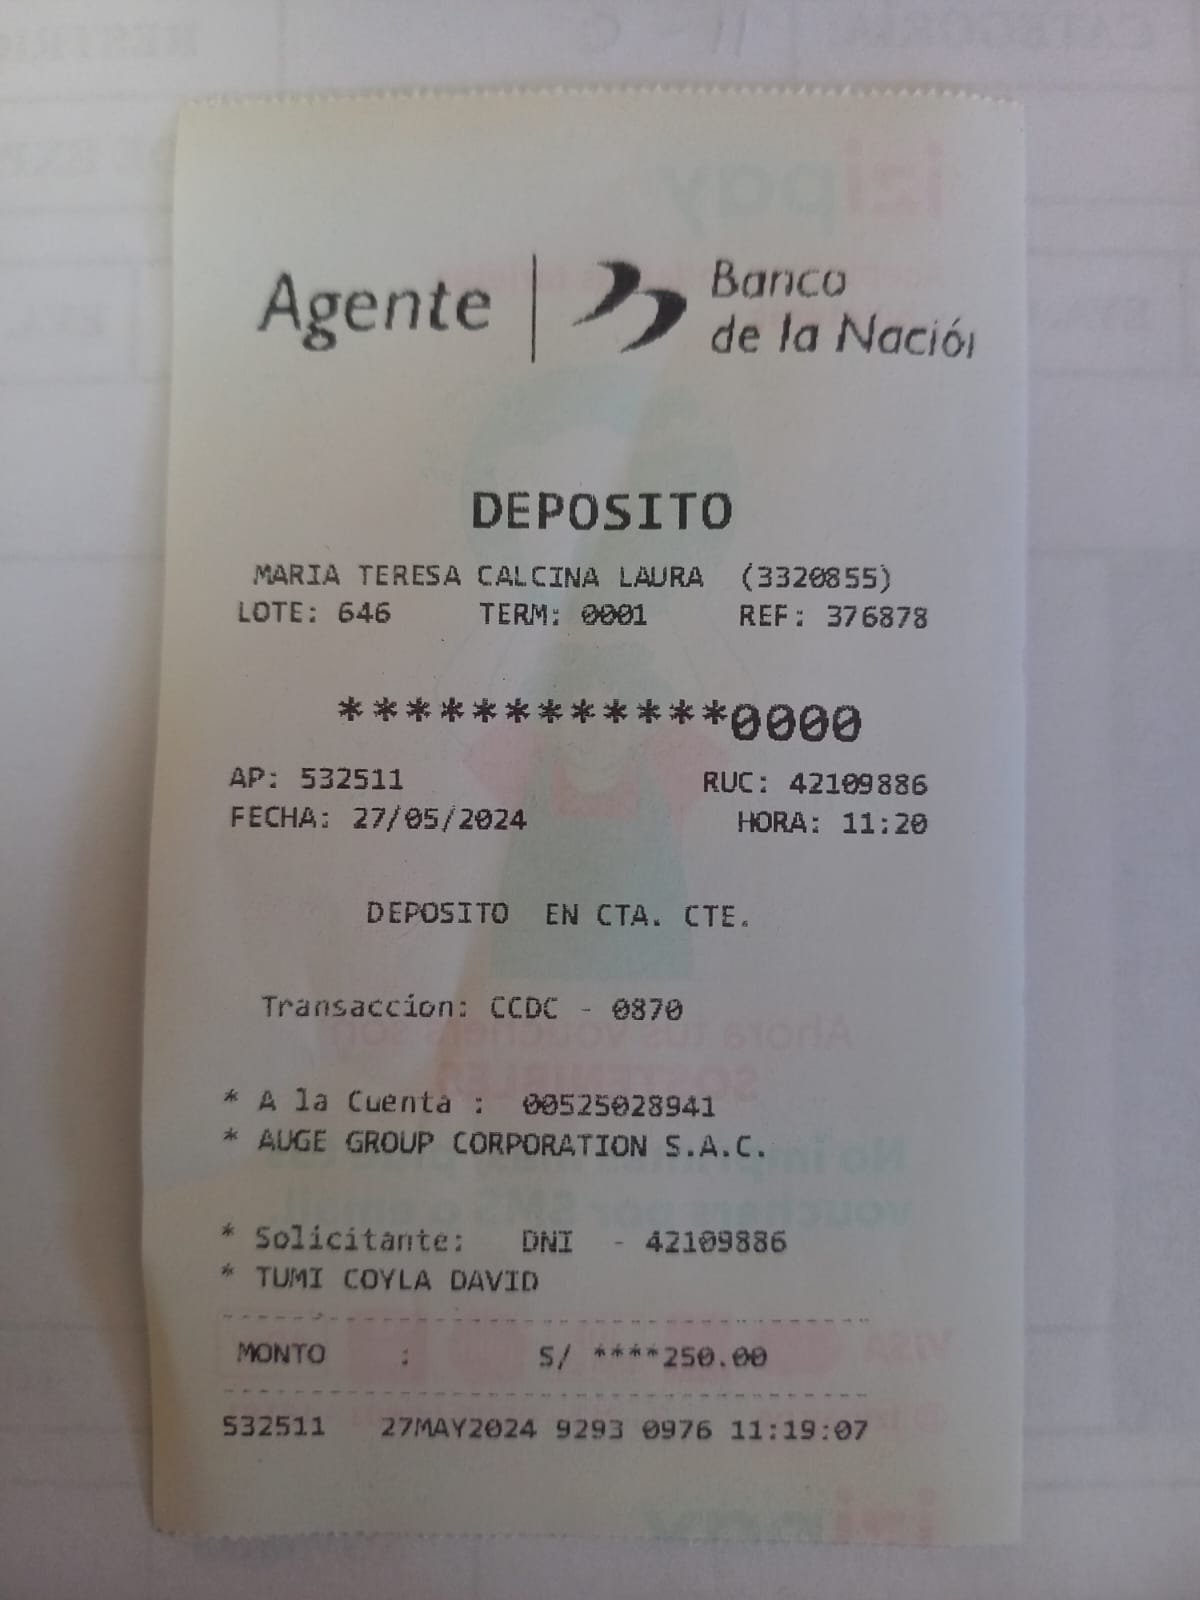 Agente | Banco
de la Nació
DEPOSITO
MARIA TERESA CALCINA LAURA (3320855)
LOTE: 646 TERM: 0001 REF: 376878
************0000
AP: 532511 RUC: 42109886
FECHA: 27/05/2024 HORA: 11:20
DEPOSITO EN CTA. CTE.
Transaccion: CCDC - 0870
* A la Cuenta : 00525028941
* AUGE GROUP CORPORATION S.A.C.
* Solicitante: DNI - 42109886
* TUMI COYLA DAVID
MONTO : S/ ****250.00
532511 27MAY2024 9293 0976 11:19:07